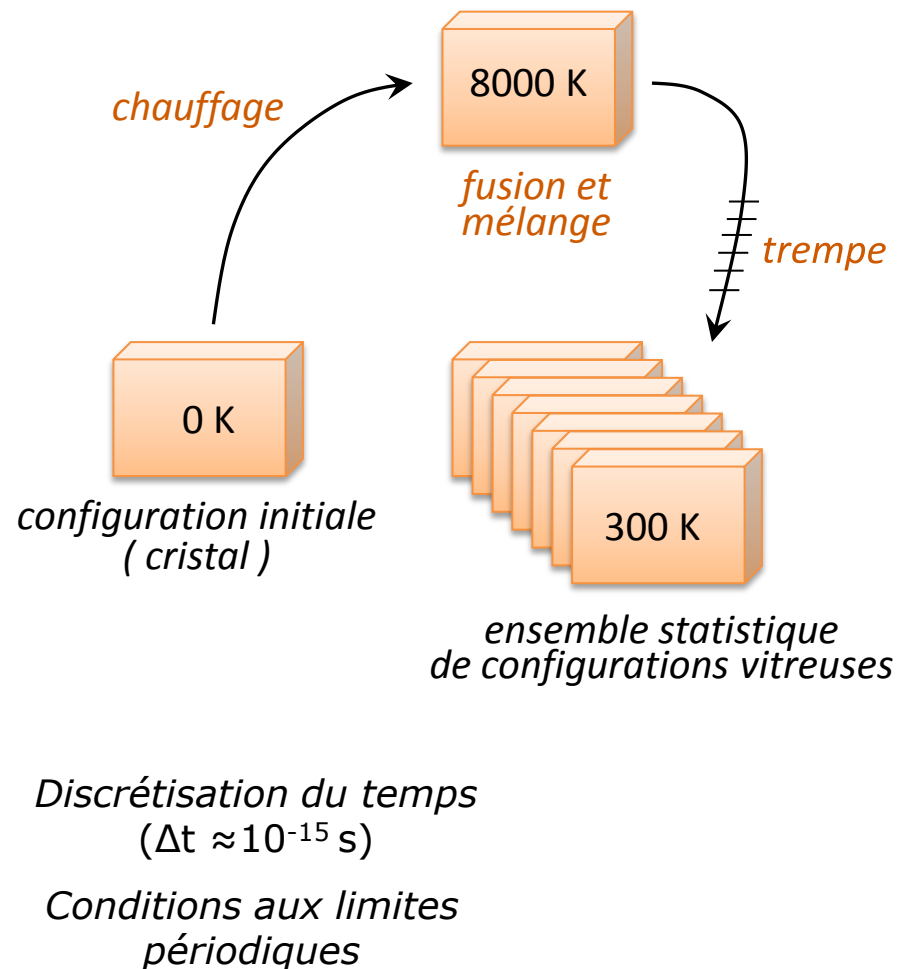 8000 K
chauffage
fusion et
mélange
trempe
0 K
configuration initiale
( cristal )
300 K
ensemble statistique
de configurations vitreuses
Discrétisation du temps
(Δt ≈10⁻¹⁵ s)
Conditions aux limites
périodiques